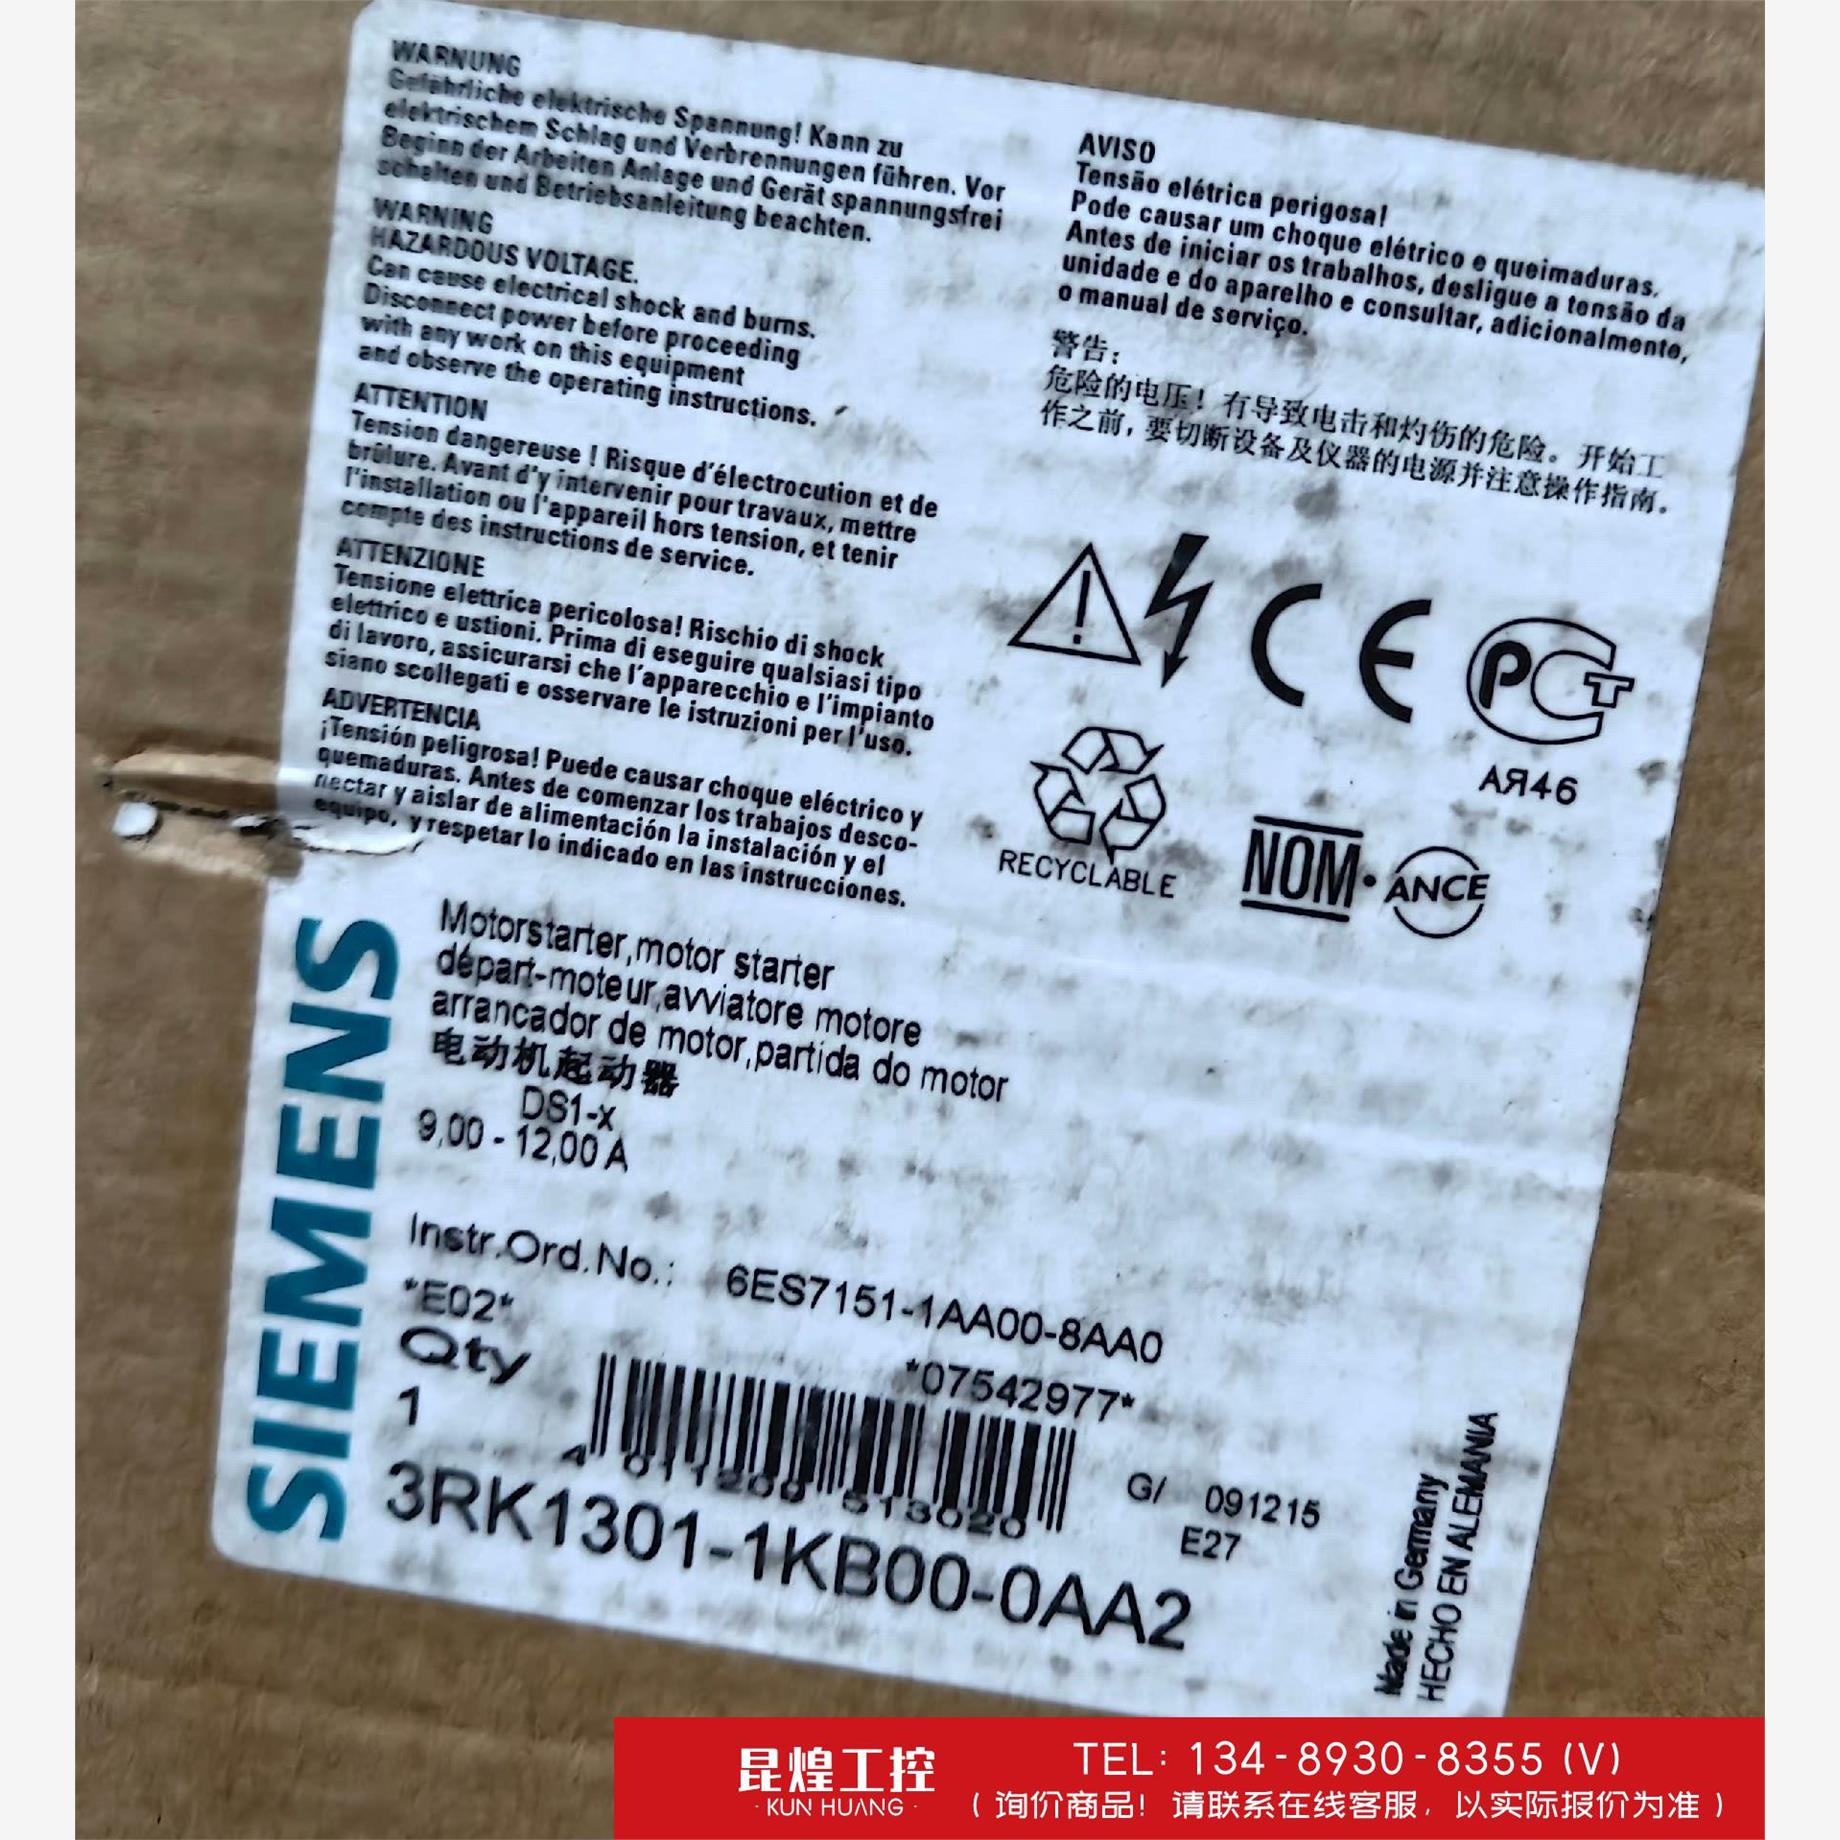 WARNUNG
Gefährliche elektrische Spannung! Kann zu
elektrischem Schlag und Verbrennungen führen. Vor
Beginn der Arbeiten Anlage und Gerät spannungsfrei
schalten und Betriebsanleitung beachten.
WARNING
HAZARDOUS VOLTAGE.
Can cause electrical shock and burns.
Disconnect power before proceeding
with any work on this equipment
and observe the operating instructions.
ATTENTION
Tension dangereuse ! Risque d'électrocution et de
brûlure. Avant d'y intervenir pour travaux, mettre
l'installation ou l'appareil hors tension, et tenir
compte des instructions de service.
ATTENZIONE
Tensione elettrica pericolosa! Rischio di shock
elettrico e ustioni. Prima di eseguire qualsiasi tipo
di lavoro, assicurarsi che l'apparecchio e l'impianto
siano scollegati e osservare le istruzioni per l'uso.
ADVERTENCIA
¡Tensión peligrosa! Puede causar choque eléctrico y
quemaduras. Antes de comenzar los trabajos desco-
nectar y aislar de alimentación la instalación y el
equipo, y respetar lo indicado en las instrucciones.
AVISO
Tensão elétrica perigosa!
Pode causar um choque elétrico e queimaduras.
Antes de iniciar os trabalhos, desligue a tensão da
unidade e do aparelho e consultar, adicionalmente,
o manual de serviço.
警告：
危险的电压！有导致电击和灼伤的危险。开始工
作之前，要切断设备及仪器的电源并注意操作指南。
CE
PCT
АЯ46
RECYCLABLE
NOM·ANCE
SIEMENS
Motorstarter,motor starter
départ-moteur,avviatore motore
arrancador de motor,partida do motor
电动机起动器
DS1-x
9,00 - 12,00 A
Instr.Ord.No.: 6ES7151-1AA00-8AA0
*E02*
*07542977*
Qty
1
4 011209 513020
G/ 091215
E27
3RK1301-1KB00-0AA2
Made in Germany
HECHO EN ALEMANIA
昆煌工控
·KUN HUANG·
TEL: 134-8930-8355 (V)
(询价商品！请联系在线客服，以实际报价为准)